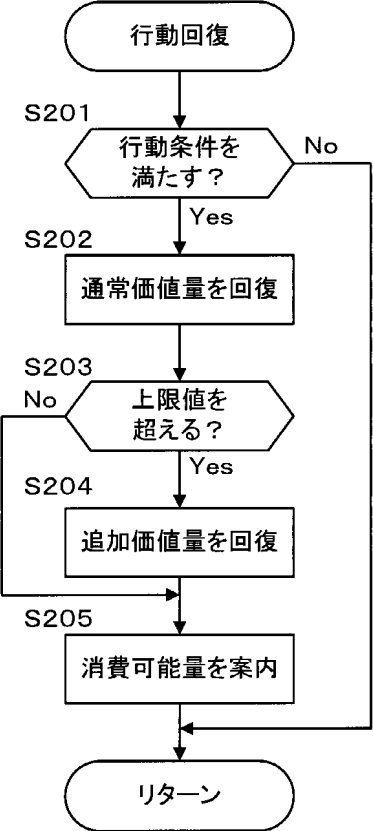 行動回復
S201
行動条件を
満たす？
No
Yes
S202
通常価値量を回復
S203
No
上限値を
超える？
Yes
S204
追加価値量を回復
S205
消費可能量を案内
リターン